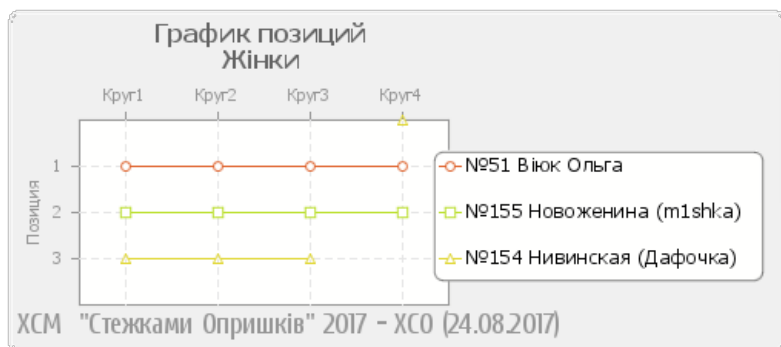 График позиций
Жінки
Круг1 Круг2 Круг3 Круг4
Позиция
1
2
3
№51 Віюк Ольга
№155 Новоженина (m1shka)
№154 Нивинская (Дафочка)
ХСМ "Стежками Опришків" 2017 - ХСО (24.08.2017)